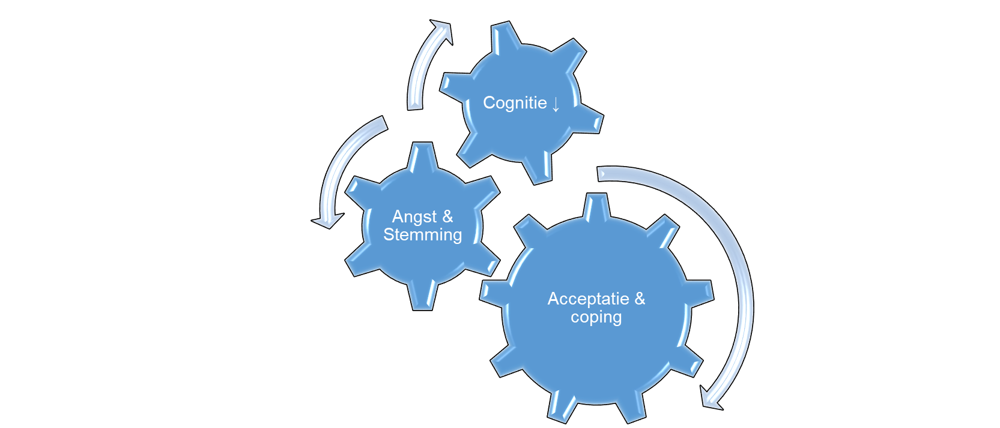 Cognitie ↓
Angst &
Stemming
Acceptatie &
coping